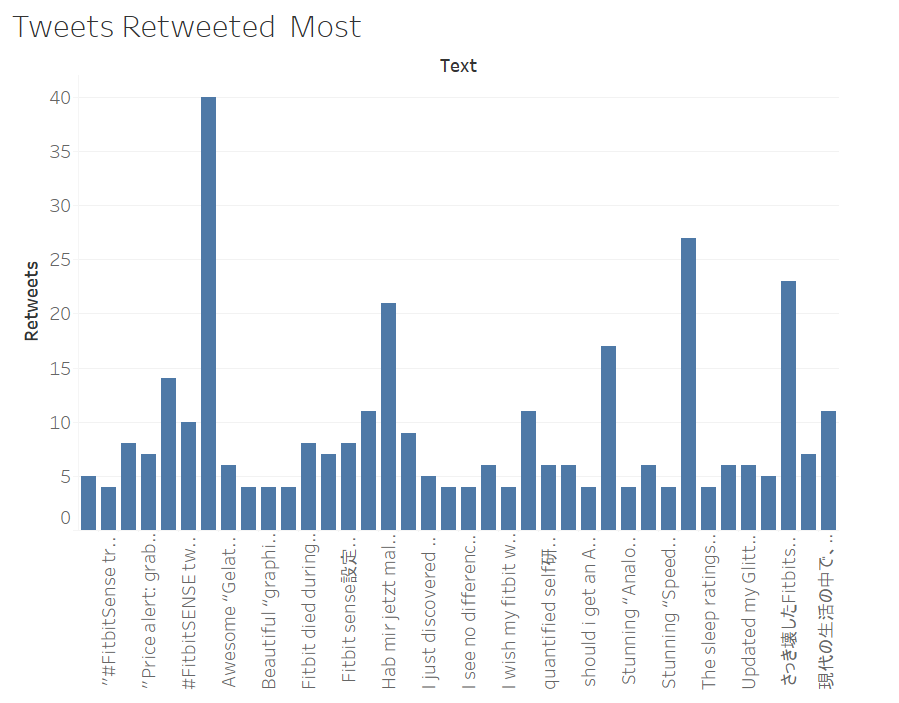 Tweets Retweeted  Most
Text
Retweets
40
35
30
25
20
15
10
5
0
"#FitbitSense tr..
"Price alert: grab..
#FitbitSENSE tw..
Awesome “Gelat..
Beautiful “graphi..
Fitbit died during..
Fitbit sense設定..
Hab mir jetzt mal..
I just discovered ..
I see no differenc..
I wish my fitbit w..
quantified self研..
should i get an A..
Stunning “Analo..
Stunning “Speed..
The sleep ratings..
Updated my Glitt..
さっき壊したFitbits..
現代の生活の中で、..